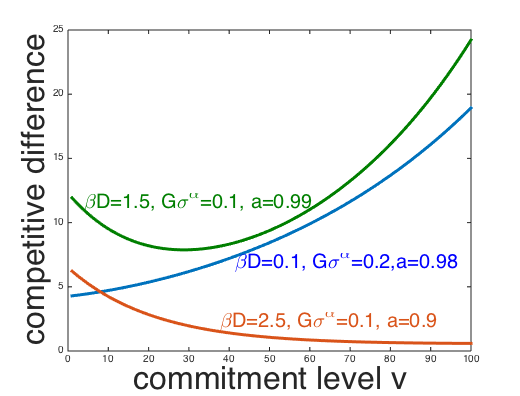 competitive difference
25
20
15
10
5
0
βD=1.5, Gσ^α=0.1, a=0.99
βD=0.1, Gσ^α=0.2,a=0.98
βD=2.5, Gσ^α=0.1, a=0.9
0 10 20 30 40 50 60 70 80 90 100
commitment level v